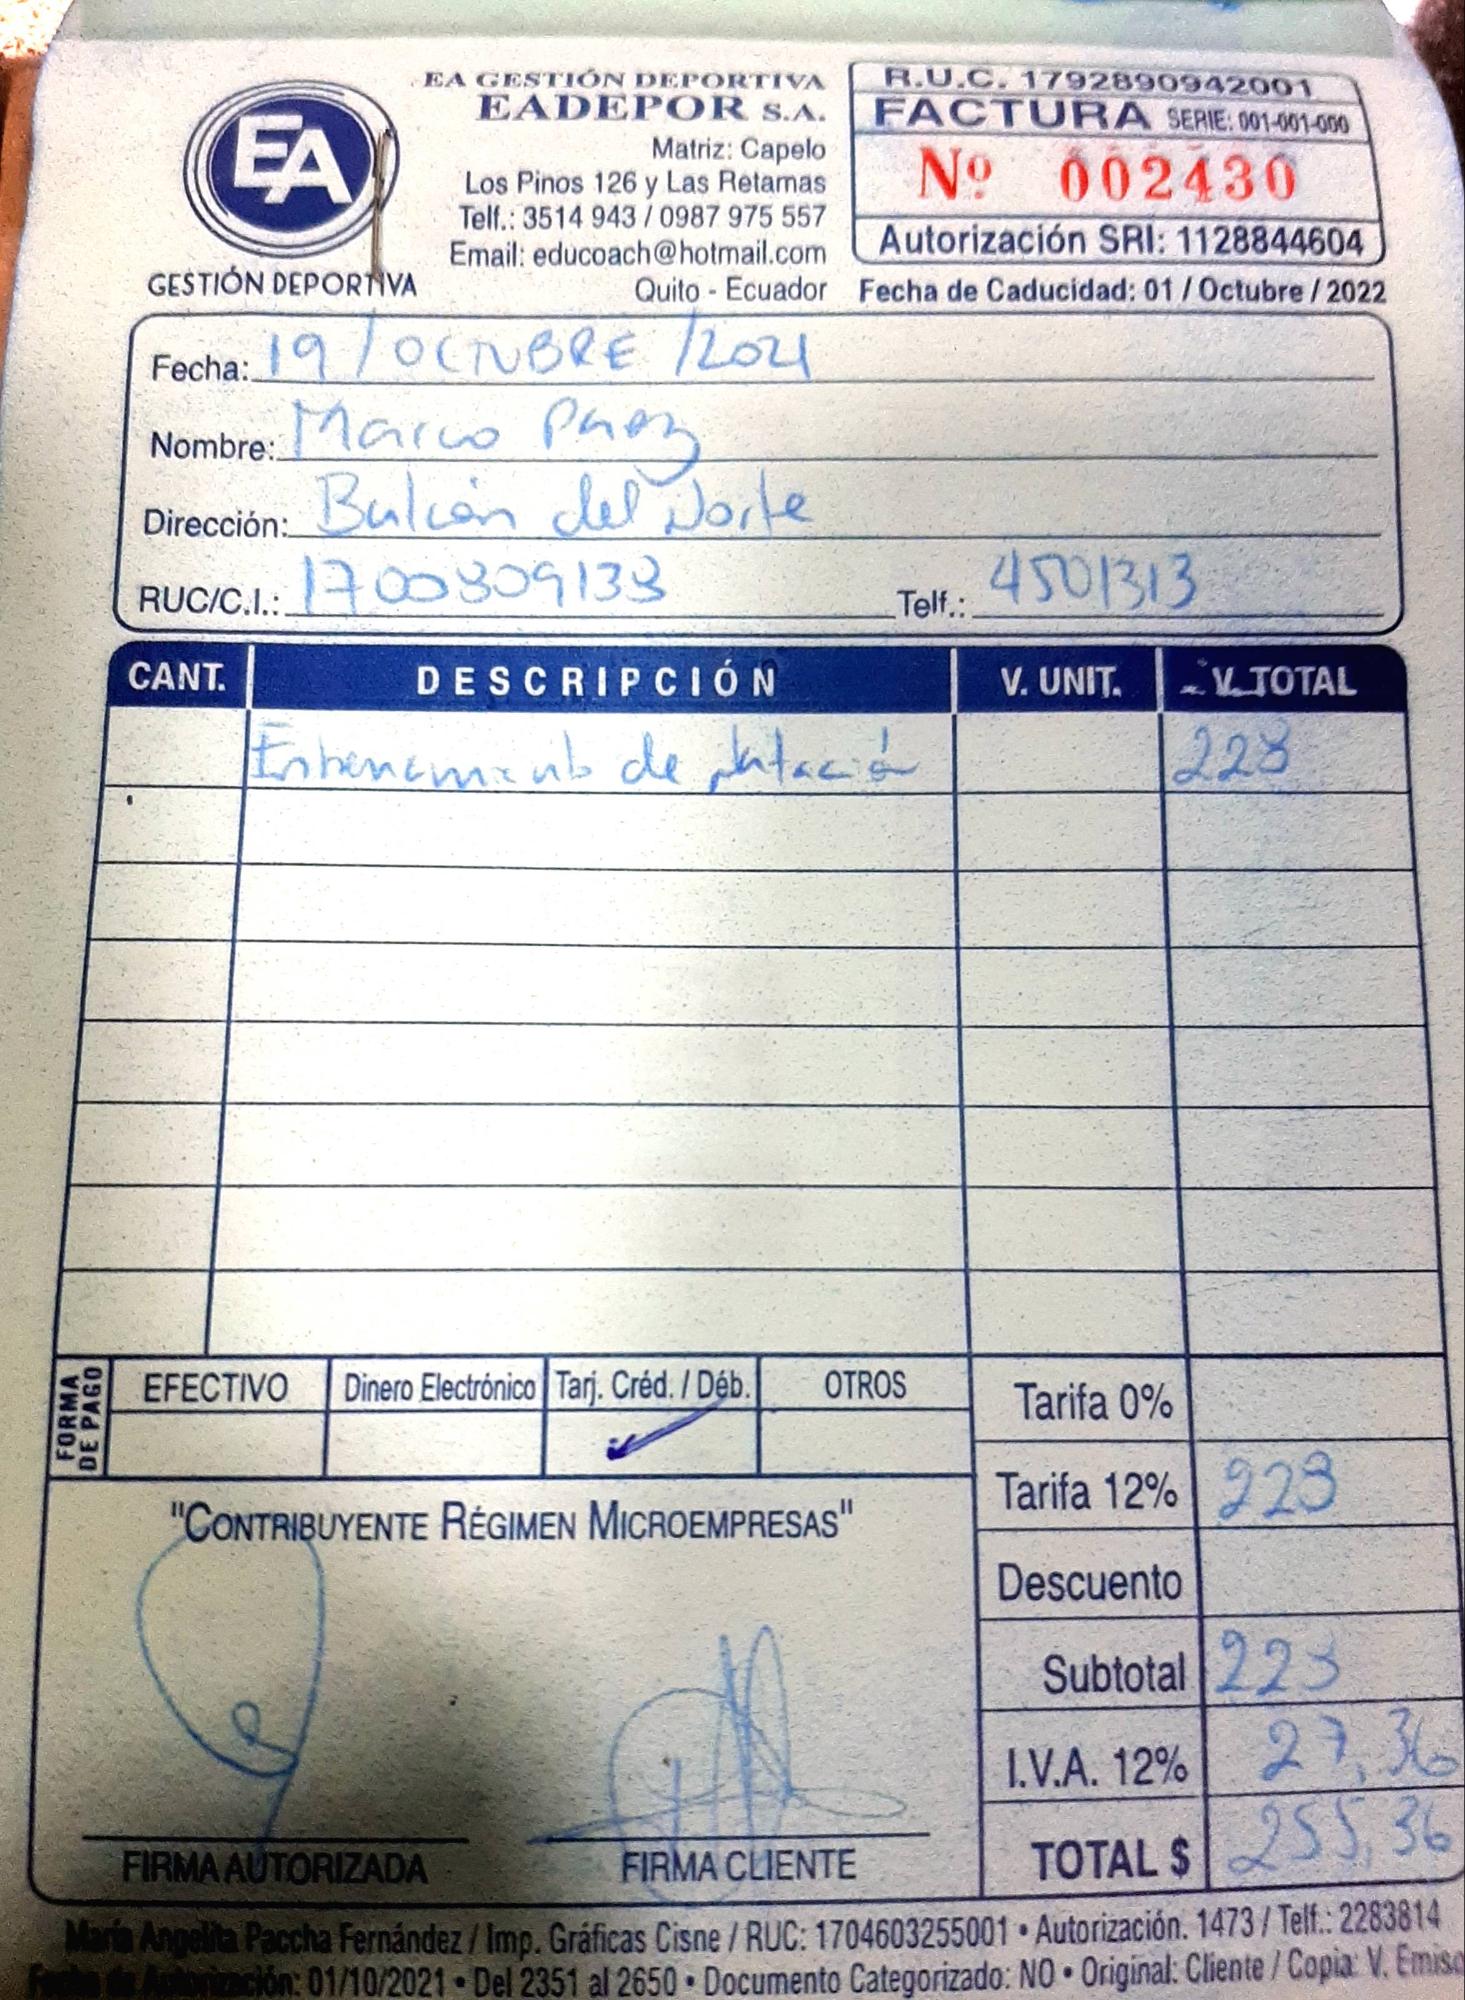 EA
GESTIÓN DEPORTIVA
EA GESTIÓN DEPORTIVA
EADEPOR S.A.
Matriz: Capelo
Los Pinos 126 y Las Retamas
Telf.: 3514 943 / 0987 975 557
Email: educoach@hotmail.com
Quito - Ecuador
R.U.C. 1792890942001
FACTURA SERIE: 001-001-000
Nº 002430
Autorización SRI: 1128844604
Fecha de Caducidad: 01 / Octubre / 2022
Fecha: 19 / OCTUBRE / 2021
Nombre: Marco Paez
Dirección: Balcón del Norte
RUC/C.I.: 1700809138 Telf.: 4501313
CANT. DESCRIPCIÓN V. UNIT. V. TOTAL
Entrenamiento de natación 228
FORMA DE PAGO
EFECTIVO Dinero Electrónico Tarj. Créd. / Déb. OTROS
Tarifa 0%
Tarifa 12% 228
Descuento
Subtotal 228
I.V.A. 12% 27,36
TOTAL $ 255,36
"CONTRIBUYENTE RÉGIMEN MICROEMPRESAS"
FIRMA AUTORIZADA FIRMA CLIENTE
María Angelita Paccha Fernández / Imp. Gráficas Cisne / RUC: 1704603255001 • Autorización. 1473 / Telf.: 2283814
Fecha de Autorización: 01/10/2021 • Del 2351 al 2650 • Documento Categorizado: NO • Original: Cliente / Copia: V. Emiso